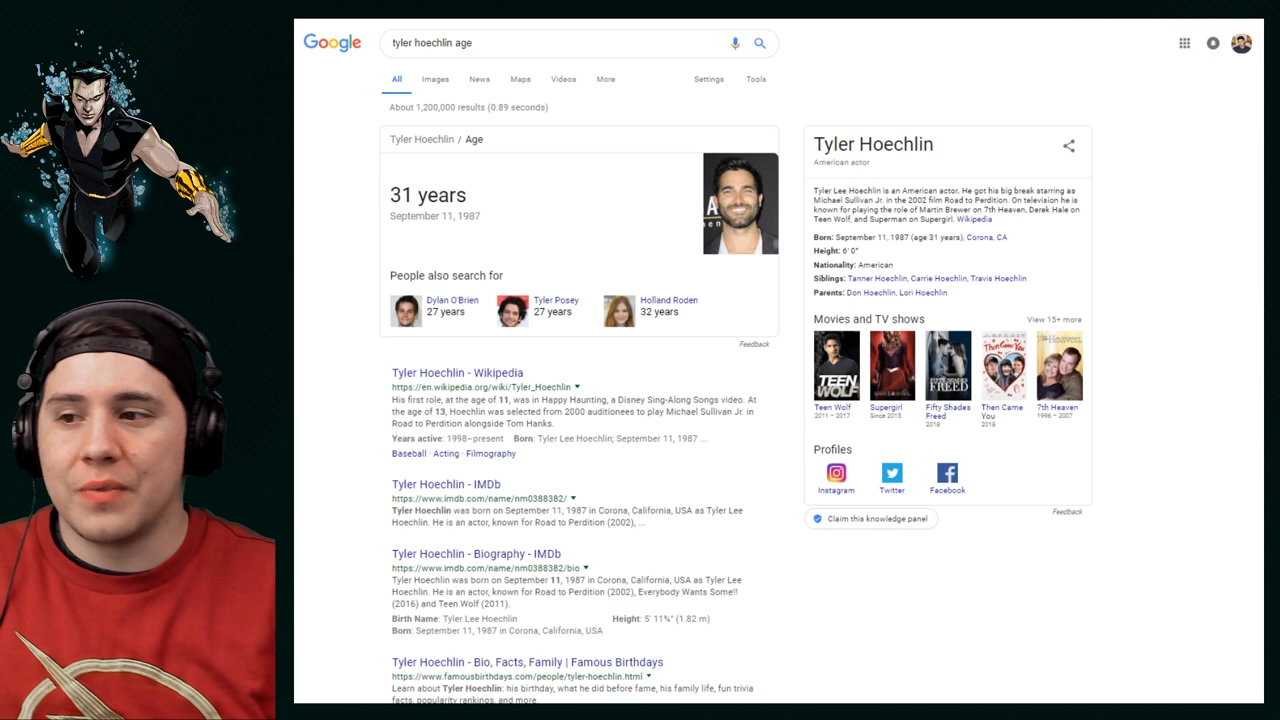 Google
tyler hoechlin age
All Images News Maps Videos More Settings Tools
About 1,200,000 results (0.89 seconds)
Tyler Hoechlin / Age
31 years
September 11, 1987
People also search for
Dylan O'Brien
27 years
Tyler Posey
27 years
Holland Roden
32 years
Feedback
Tyler Hoechlin - Wikipedia
https://en.wikipedia.org/wiki/Tyler_Hoechlin
His first role, at the age of 11, was in Happy Haunting, a Disney Sing-Along Songs video. At
the age of 13, Hoechlin was selected from 2000 auditionees to play Michael Sullivan Jr. in
Road to Perdition alongside Tom Hanks.
Years active: 1998–present Born: Tyler Lee Hoechlin; September 11, 1987 ...
Baseball · Acting · Filmography
Tyler Hoechlin - IMDb
https://www.imdb.com/name/nm0388382/
Tyler Hoechlin was born on September 11, 1987 in Corona, California, USA as Tyler Lee
Hoechlin. He is an actor, known for Road to Perdition (2002), ...
Tyler Hoechlin - Biography - IMDb
https://www.imdb.com/name/nm0388382/bio
Tyler Hoechlin was born on September 11, 1987 in Corona, California, USA as Tyler Lee
Hoechlin. He is an actor, known for Road to Perdition (2002), Everybody Wants Some!!
(2016) and Teen Wolf (2011).
Birth Name: Tyler Lee Hoechlin Height: 5' 11¾" (1.82 m)
Born: September 11, 1987 in Corona, California, USA
Tyler Hoechlin - Bio, Facts, Family | Famous Birthdays
https://www.famousbirthdays.com/people/tyler-hoechlin.html
Learn about Tyler Hoechlin: his birthday, what he did before fame, his family life, fun trivia
facts, popularity rankings, and more.
Tyler Hoechlin
American actor
Tyler Lee Hoechlin is an American actor. He got his big break starring as
Michael Sullivan Jr. in the 2002 film Road to Perdition. On television he is
known for playing the role of Martin Brewer on 7th Heaven, Derek Hale on
Teen Wolf, and Superman on Supergirl. Wikipedia
Born: September 11, 1987 (age 31 years), Corona, CA
Height: 6' 0"
Nationality: American
Siblings: Tanner Hoechlin, Carrie Hoechlin, Travis Hoechlin
Parents: Don Hoechlin, Lori Hoechlin
Movies and TV shows View 15+ more
TEEN WOLF
FIFTY SHADES FREED
Then Came You
7th Heaven
Teen Wolf
2011 – 2017
Supergirl
Since 2015
Fifty Shades
Freed
2018
Then Came
You
2018
7th Heaven
1996 – 2007
Profiles
Instagram Twitter Facebook
Claim this knowledge panel
Feedback